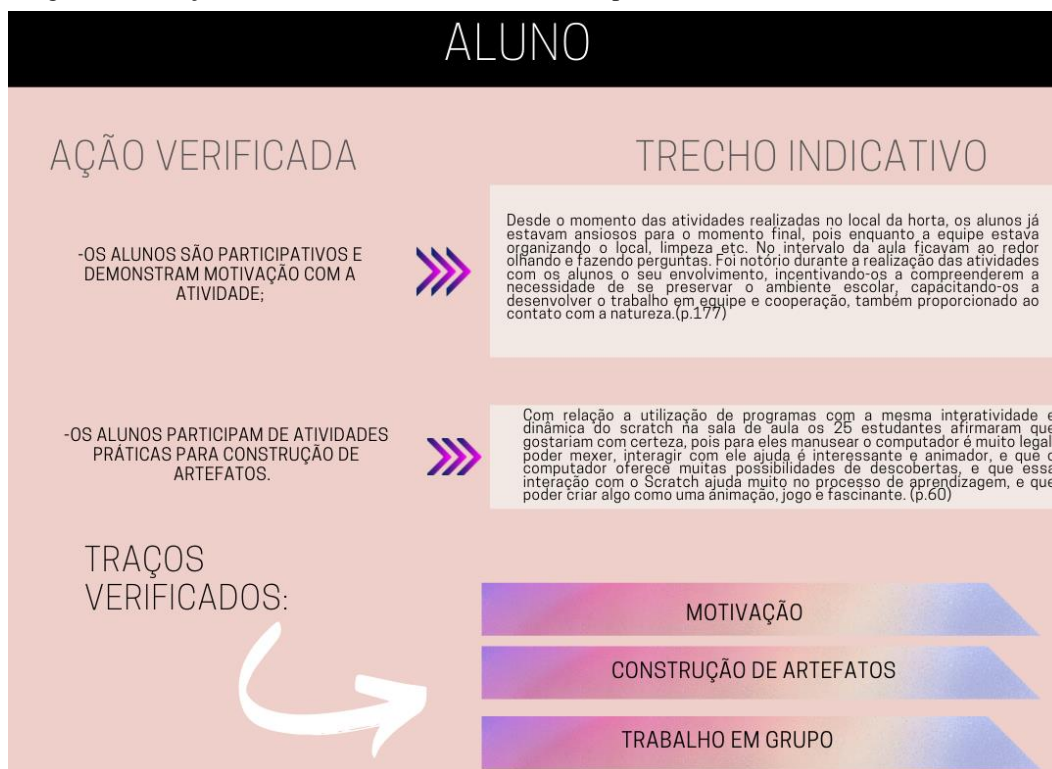 ALUNO
AÇÃO VERIFICADA
TRECHO INDICATIVO
-OS ALUNOS SÃO PARTICIPATIVOS E
DEMONSTRAM MOTIVAÇÃO COM A
ATIVIDADE;
Desde o momento das atividades realizadas no local da horta, os alunos já
estavam ansiosos para o momento final, pois enquanto a equipe estava
organizando o local, limpeza etc. No intervalo da aula ficavam ao redor
olhando e fazendo perguntas. Foi notório durante a realização das atividades
com os alunos o seu envolvimento, incentivando-os a compreenderem a
necessidade de se preservar o ambiente escolar, capacitando-os a
desenvolver o trabalho em equipe e cooperação, também proporcionado ao
contato com a natureza.(p.177)
-OS ALUNOS PARTICIPAM DE ATIVIDADES
PRÁTICAS PARA CONSTRUÇÃO DE
ARTEFATOS.
Com relação a utilização de programas com a mesma interatividade e
dinâmica do scratch na sala de aula os 25 estudantes afirmaram que
gostariam com certeza, pois para eles manusear o computador é muito legal
poder mexer, interagir com ele ajuda é interessante e animador, e que o
computador oferece muitas possibilidades de descobertas, e que essa
interação com o Scratch ajuda muito no processo de aprendizagem, e que
poder criar algo como uma animação, jogo é fascinante. (p.60)
TRAÇOS
VERIFICADOS:
MOTIVAÇÃO
CONSTRUÇÃO DE ARTEFATOS
TRABALHO EM GRUPO